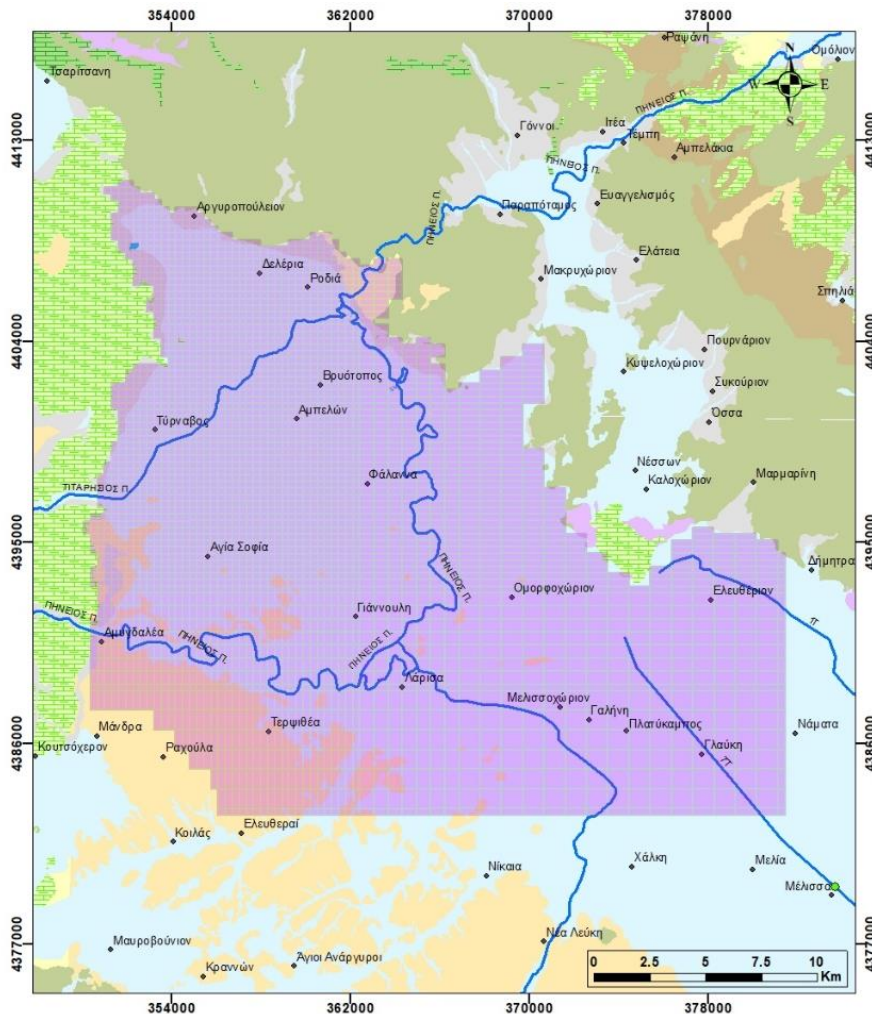 354000 362000 370000 378000
Ραψάνη
Ομόλιον
N
Τσαρίτσανη
W E
S
ΠΗΝΕΙΟΣ Π.
Γόννοι
Ιτέα
4413000 4413000
Τέμπη
Αμπελάκια
ΠΗΝΕΙΟΣ Π.
Ευαγγελισμός
Αργυροπούλειον
Παραπόταμος
ΠΗΝΕΙΟΣ Π.
Ελάτεια
Δελέρια
Ροδιά
Μακρυχώριον
Σπηλιά
4404000 4404000
Πουρνάριον
Κυψελοχώριον
Βρυότοπος
Συκούριον
Αμπελών
Όσσα
Τύρναβος
Νέσσων
Μαρμαρίνη
Φάλαννα
Καλοχώριον
ΤΙΤΑΡΗΣΙΟΣ Π.
4395000 4395000
Αγία Σοφία
Δήμητρα
ΠΗΝΕΙΟΣ Π.
Ομορφοχώριον
Ελευθέριον
ΠΗΝΕΙΟΣ Π.
Γιάννουλη
1Τ
Αμυγδαλέα
ΠΗΝΕΙΟΣ Π.
ΠΗΝΕΙΟΣ Π.
Λάρισα
Μελισσοχώριον
Γαλήνη
Τερψιθέα
Πλατύκαμπος
Νάματα
Μάνδρα
4386000 4386000
Κουτσόχερον
Ραχούλα
Γλαύκη
7Τ
Ελευθεραί
Κοιλάς
Χάλκη
Μελία
Νίκαια
Μέλισσα
4377000 4377000
Μαυροβούνιον
Νέα Λεύκη
Άγιοι Ανάργυροι
Κραννών
0 2.5 5 7.5 10
Km
354000 362000 370000 378000